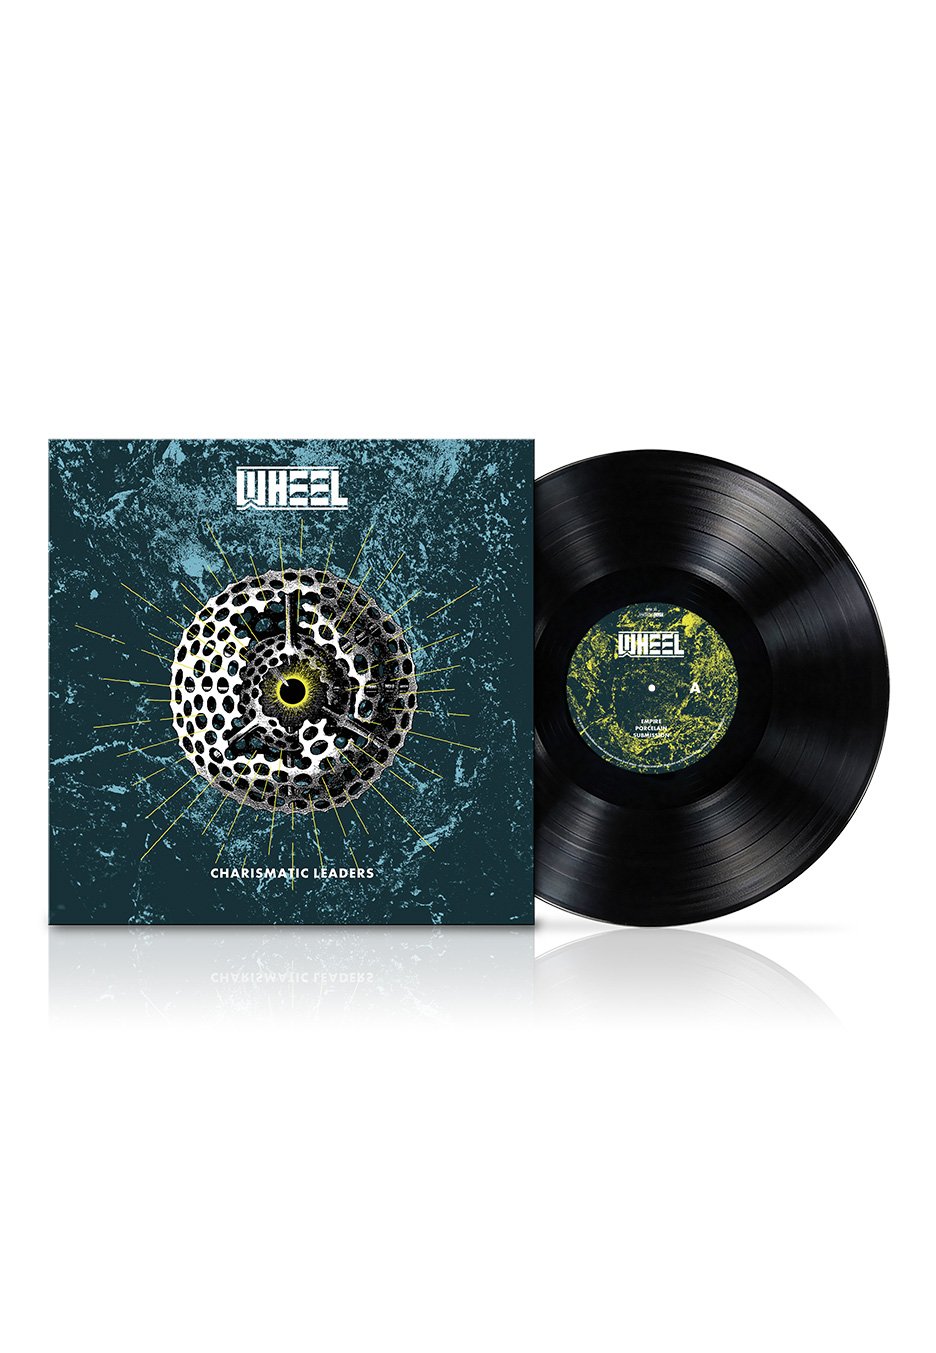 WHEEL
CHARISMATIC LEADERS
WHEEL
A
EMPIRE
PORCELAIN
SUBMISSION